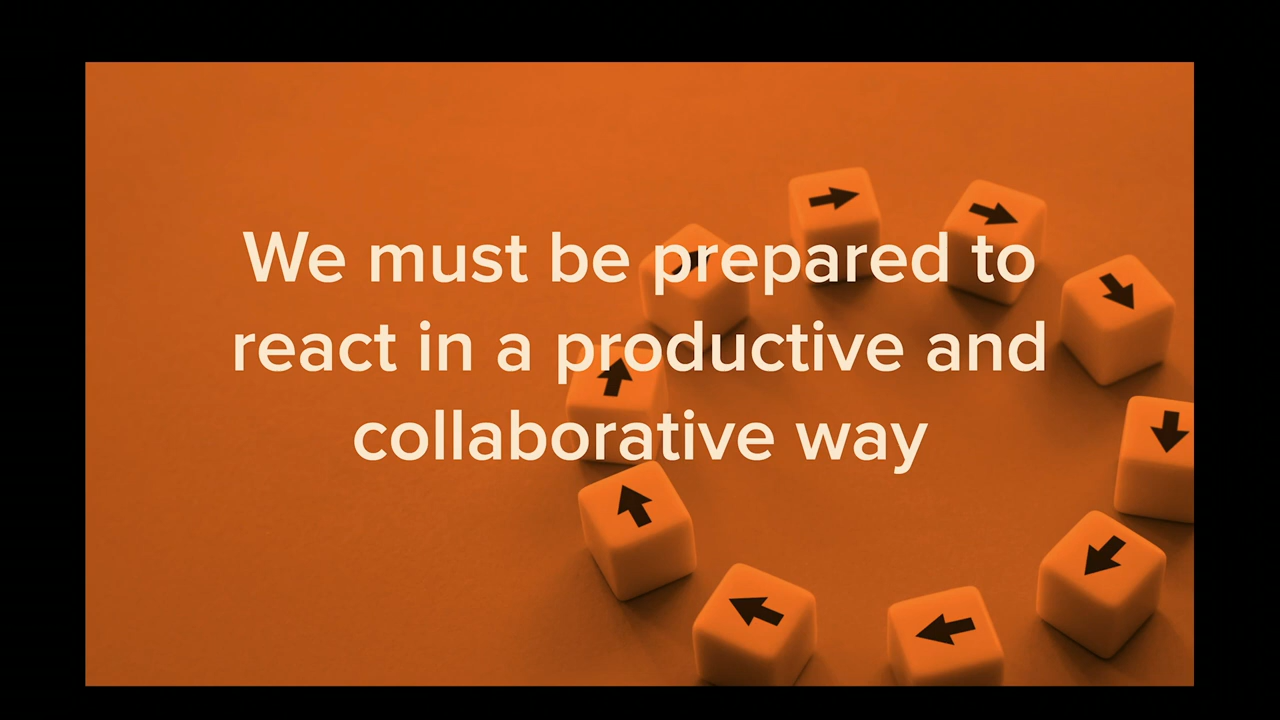 We must be prepared to
react in a productive and
collaborative way